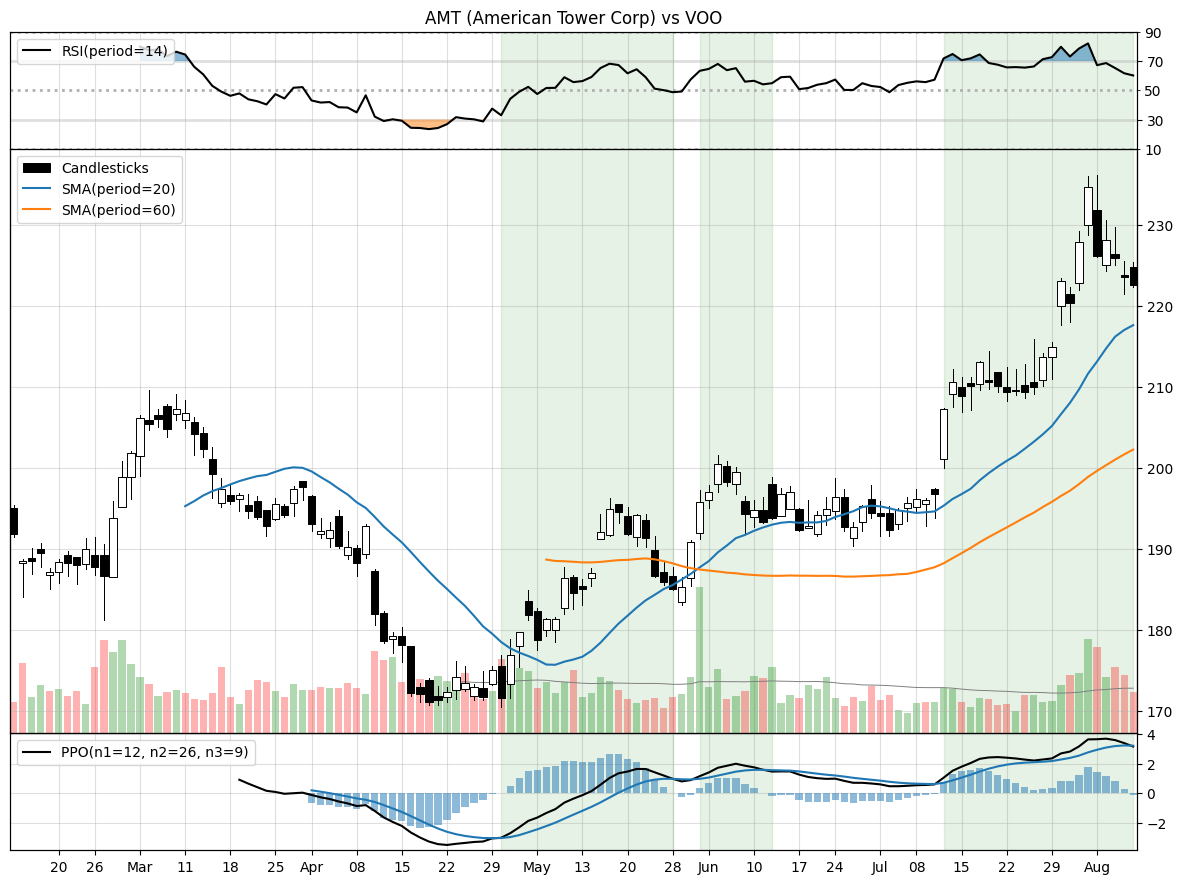 AMT (American Tower Corp) vs VOO
RSI(period=14)
90
70
50
30
10
Candlesticks
SMA(period=20)
SMA(period=60)
230
220
210
200
190
180
170
PPO(n1=12, n2=26, n3=9)
4
2
0
−2
20 26 Mar 11 18 25 Apr 08 15 22 29 May 13 20 28 Jun 10 17 24 Jul 08 15 22 29 Aug